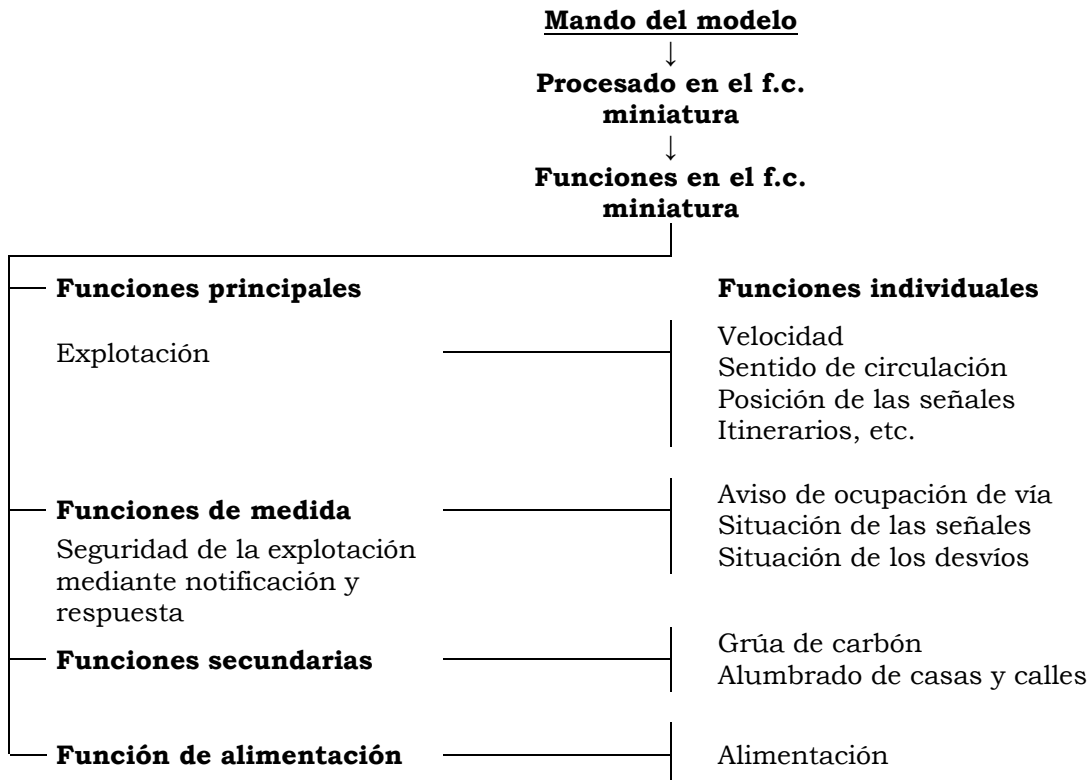 Mando del modelo
↓
Procesado en el f.c.
miniatura
↓
Funciones en el f.c.
miniatura
Funciones principales
Funciones individuales
Explotación
Velocidad
Sentido de circulación
Posición de las señales
Itinerarios, etc.
Funciones de medida
Seguridad de la explotación
mediante notificación y
respuesta
Aviso de ocupación de vía
Situación de las señales
Situación de los desvíos
Funciones secundarias
Grúa de carbón
Alumbrado de casas y calles
Función de alimentación
Alimentación